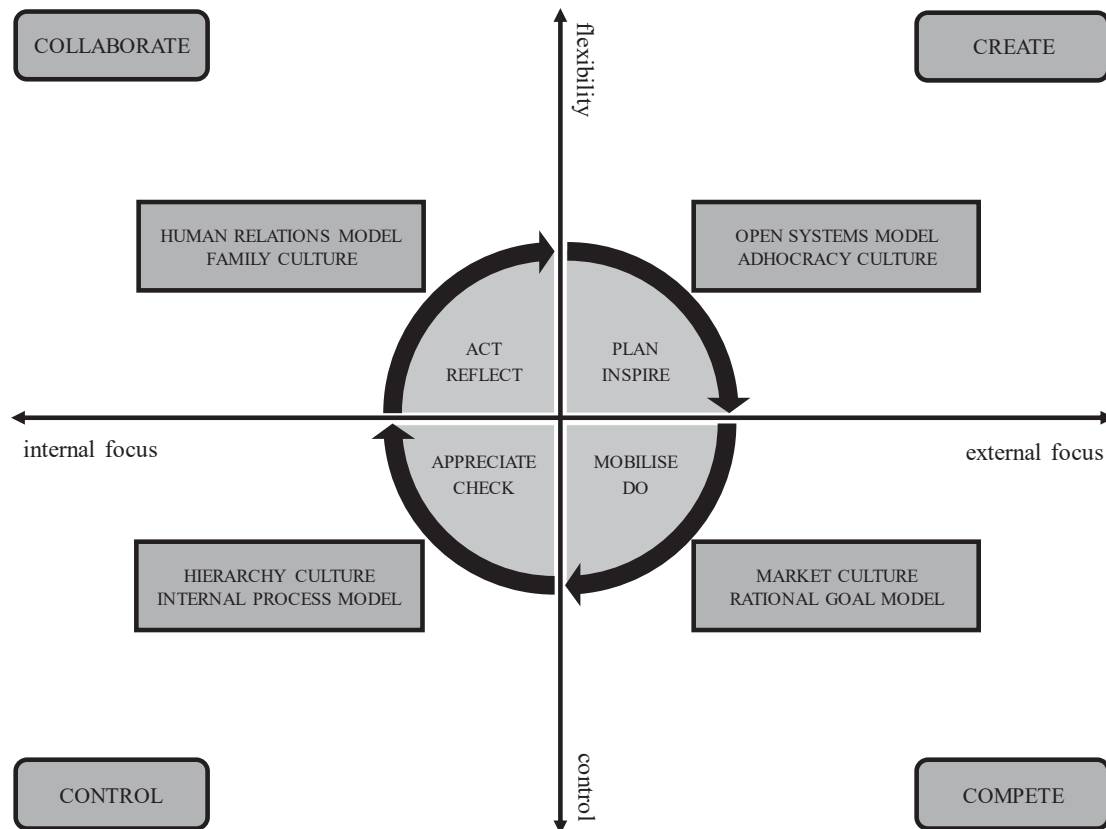 COLLABORATE
flexibility
CREATE
HUMAN RELATIONS MODEL
FAMILY CULTURE
OPEN SYSTEMS MODEL
ADHOCRACY CULTURE
ACT
REFLECT
PLAN
INSPIRE
internal focus
external focus
APPRECIATE
CHECK
MOBILISE
DO
HIERARCHY CULTURE
INTERNAL PROCESS MODEL
MARKET CULTURE
RATIONAL GOAL MODEL
CONTROL
control
COMPETE